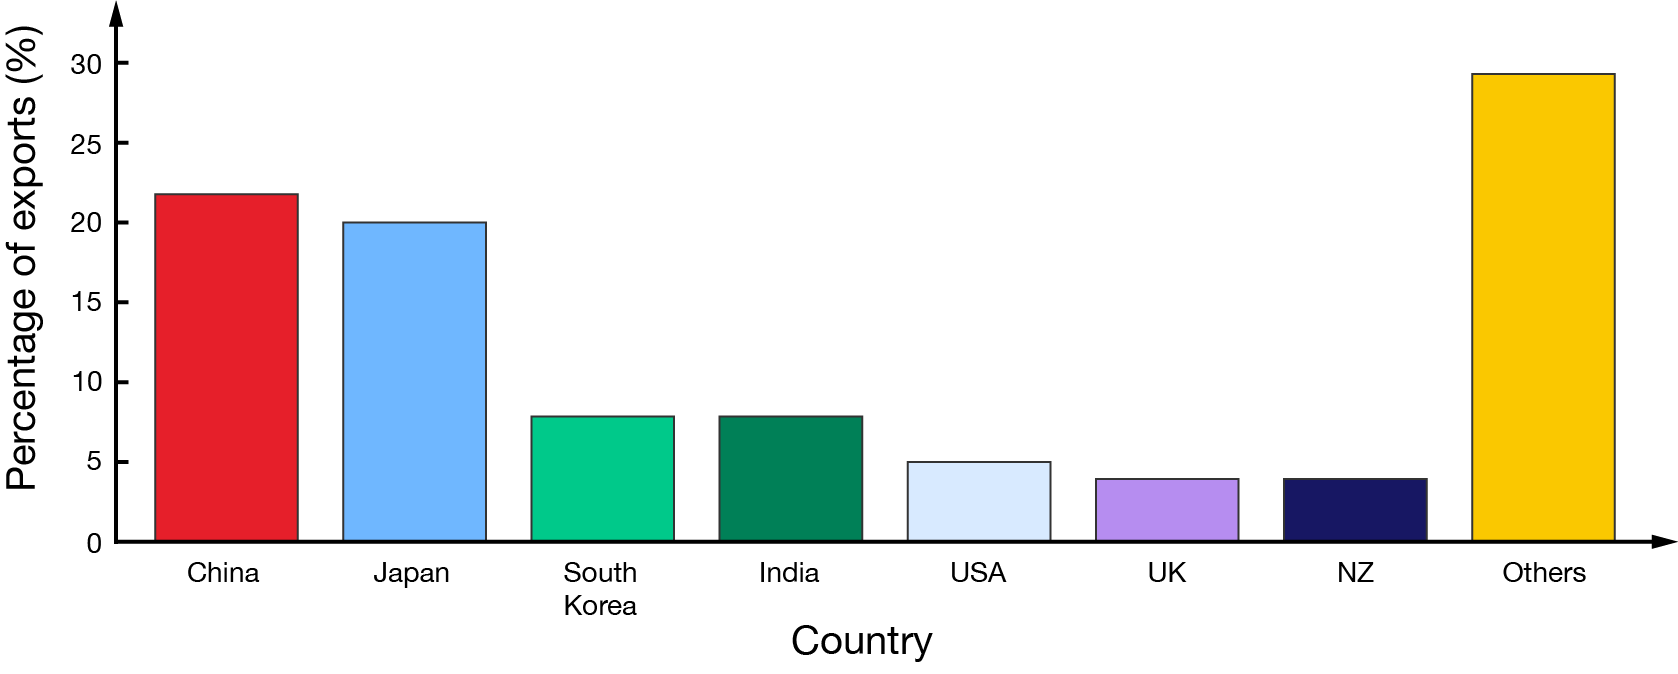 Percentage of exports (%)
30
25
20
15
10
5
0
China
Japan
South
Korea
India
USA
UK
NZ
Others
Country